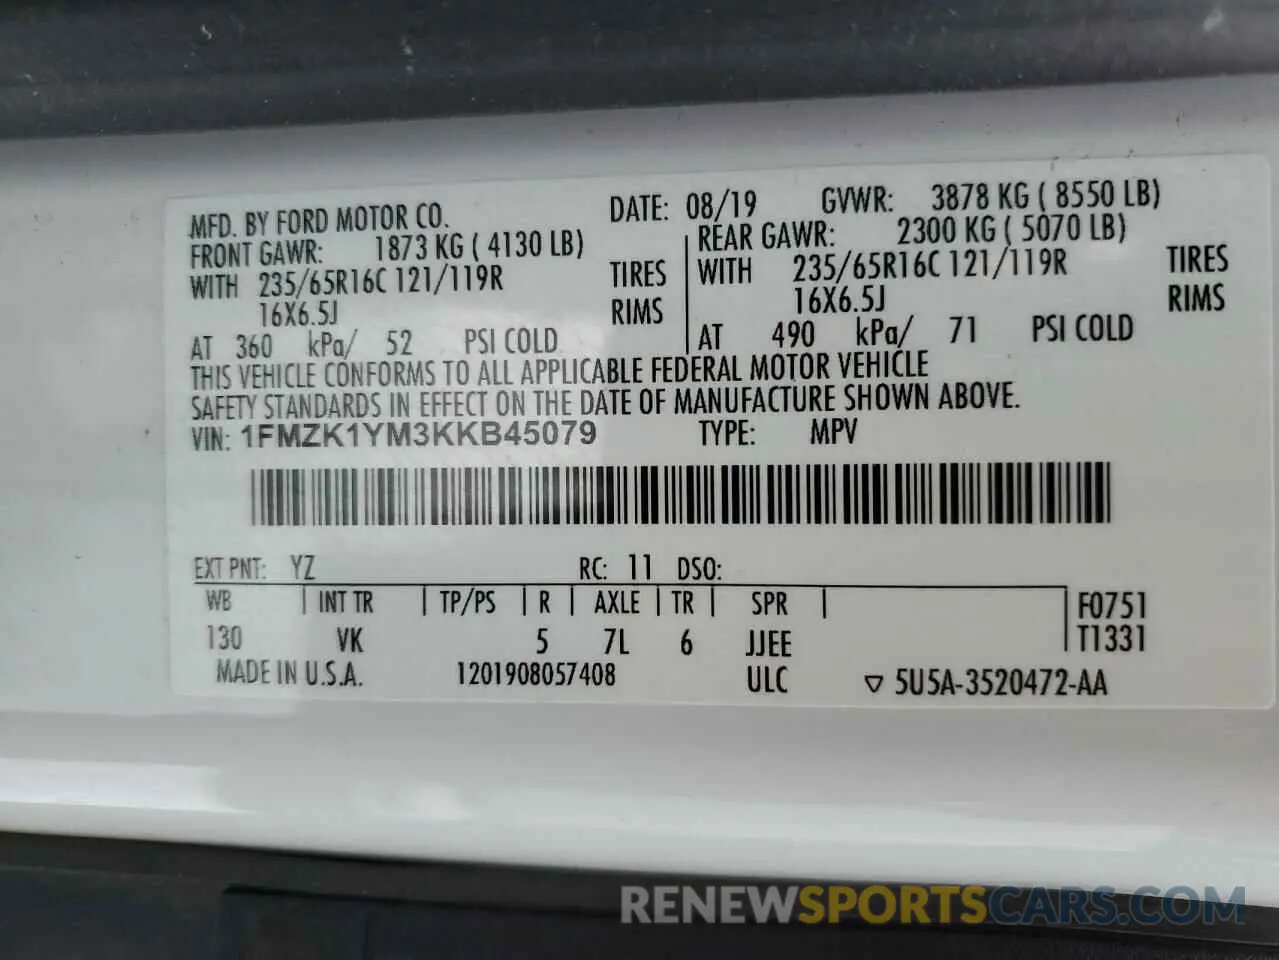 MFD. BY FORD MOTOR CO. DATE: 08/19 GVWR: 3878 KG ( 8550 LB)
FRONT GAWR: 1873 KG ( 4130 LB) REAR GAWR: 2300 KG ( 5070 LB)
WITH 235/65R16C 121/119R TIRES WITH 235/65R16C 121/119R TIRES
16X6.5J RIMS 16X6.5J RIMS
AT 360 kPa/ 52 PSI COLD AT 490 kPa/ 71 PSI COLD
THIS VEHICLE CONFORMS TO ALL APPLICABLE FEDERAL MOTOR VEHICLE
SAFETY STANDARDS IN EFFECT ON THE DATE OF MANUFACTURE SHOWN ABOVE.
VIN: 1FMZK1YM3KKB45079 TYPE: MPV
EXT PNT: YZ RC: 11 DSO:
WB INT TR TP/PS R AXLE TR SPR F0751
130 VK 5 7L 6 JJEE T1331
MADE IN U.S.A. 1201908057408 ULC ▽ 5U5A-3520472-AA
RENEWSPORTSCARS.COM